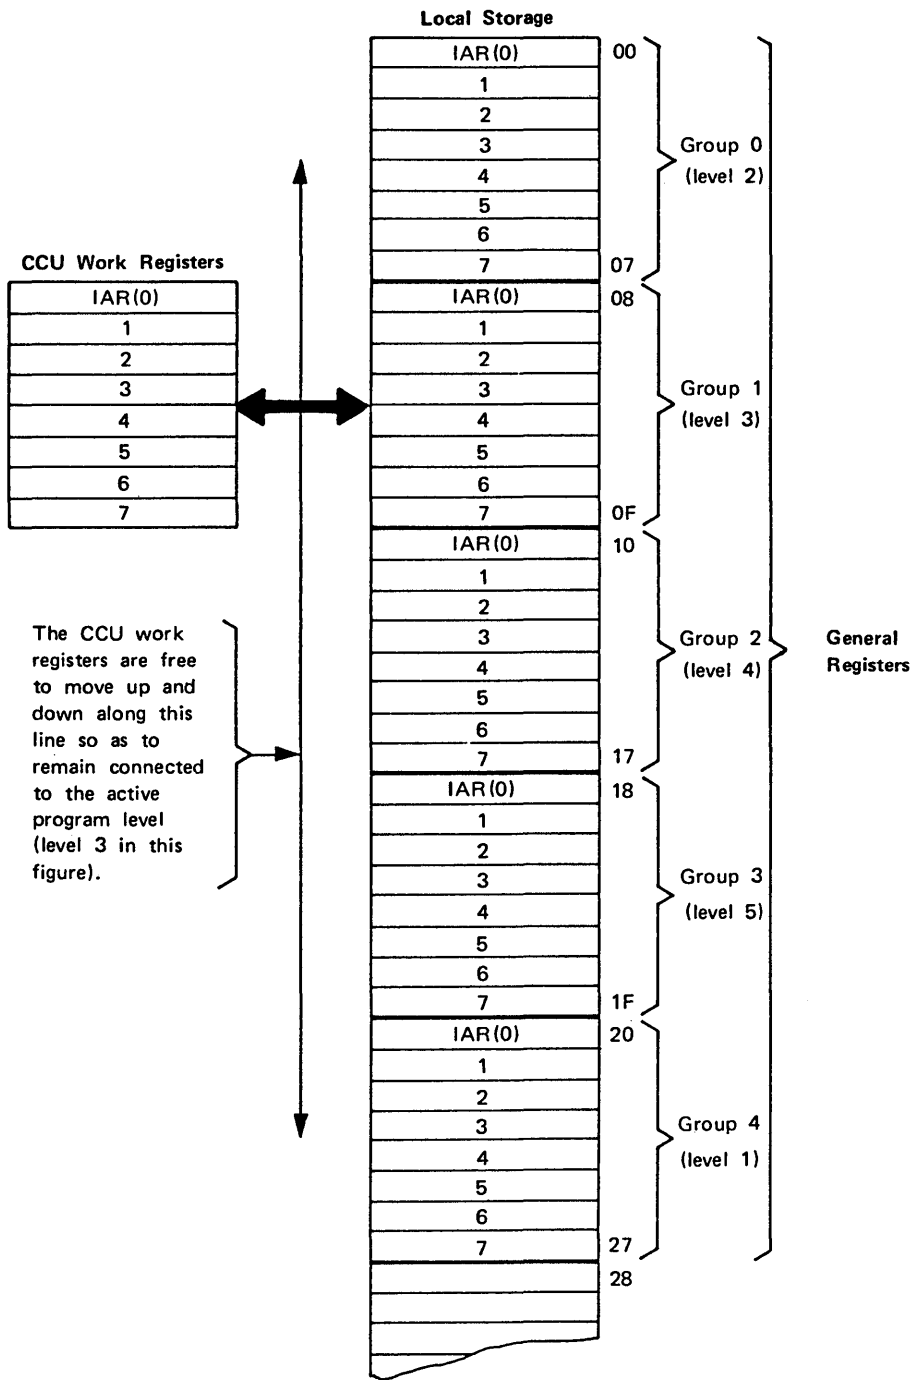 Local Storage
IAR(0) 00
1
2
3
4
5
6
7 07
Group 0
(level 2)
CCU Work Registers
IAR(0)
1
2
3
4
5
6
7
IAR(0) 08
1
2
3
4
5
6
7 0F
Group 1
(level 3)
IAR(0) 10
1
2
3
4
5
6
7 17
Group 2
(level 4)
General
Registers
The CCU work
registers are free
to move up and
down along this
line so as to
remain connected
to the active
program level
(level 3 in this
figure).
IAR(0) 18
1
2
3
4
5
6
7 1F
Group 3
(level 5)
IAR(0) 20
1
2
3
4
5
6
7 27
Group 4
(level 1)
28